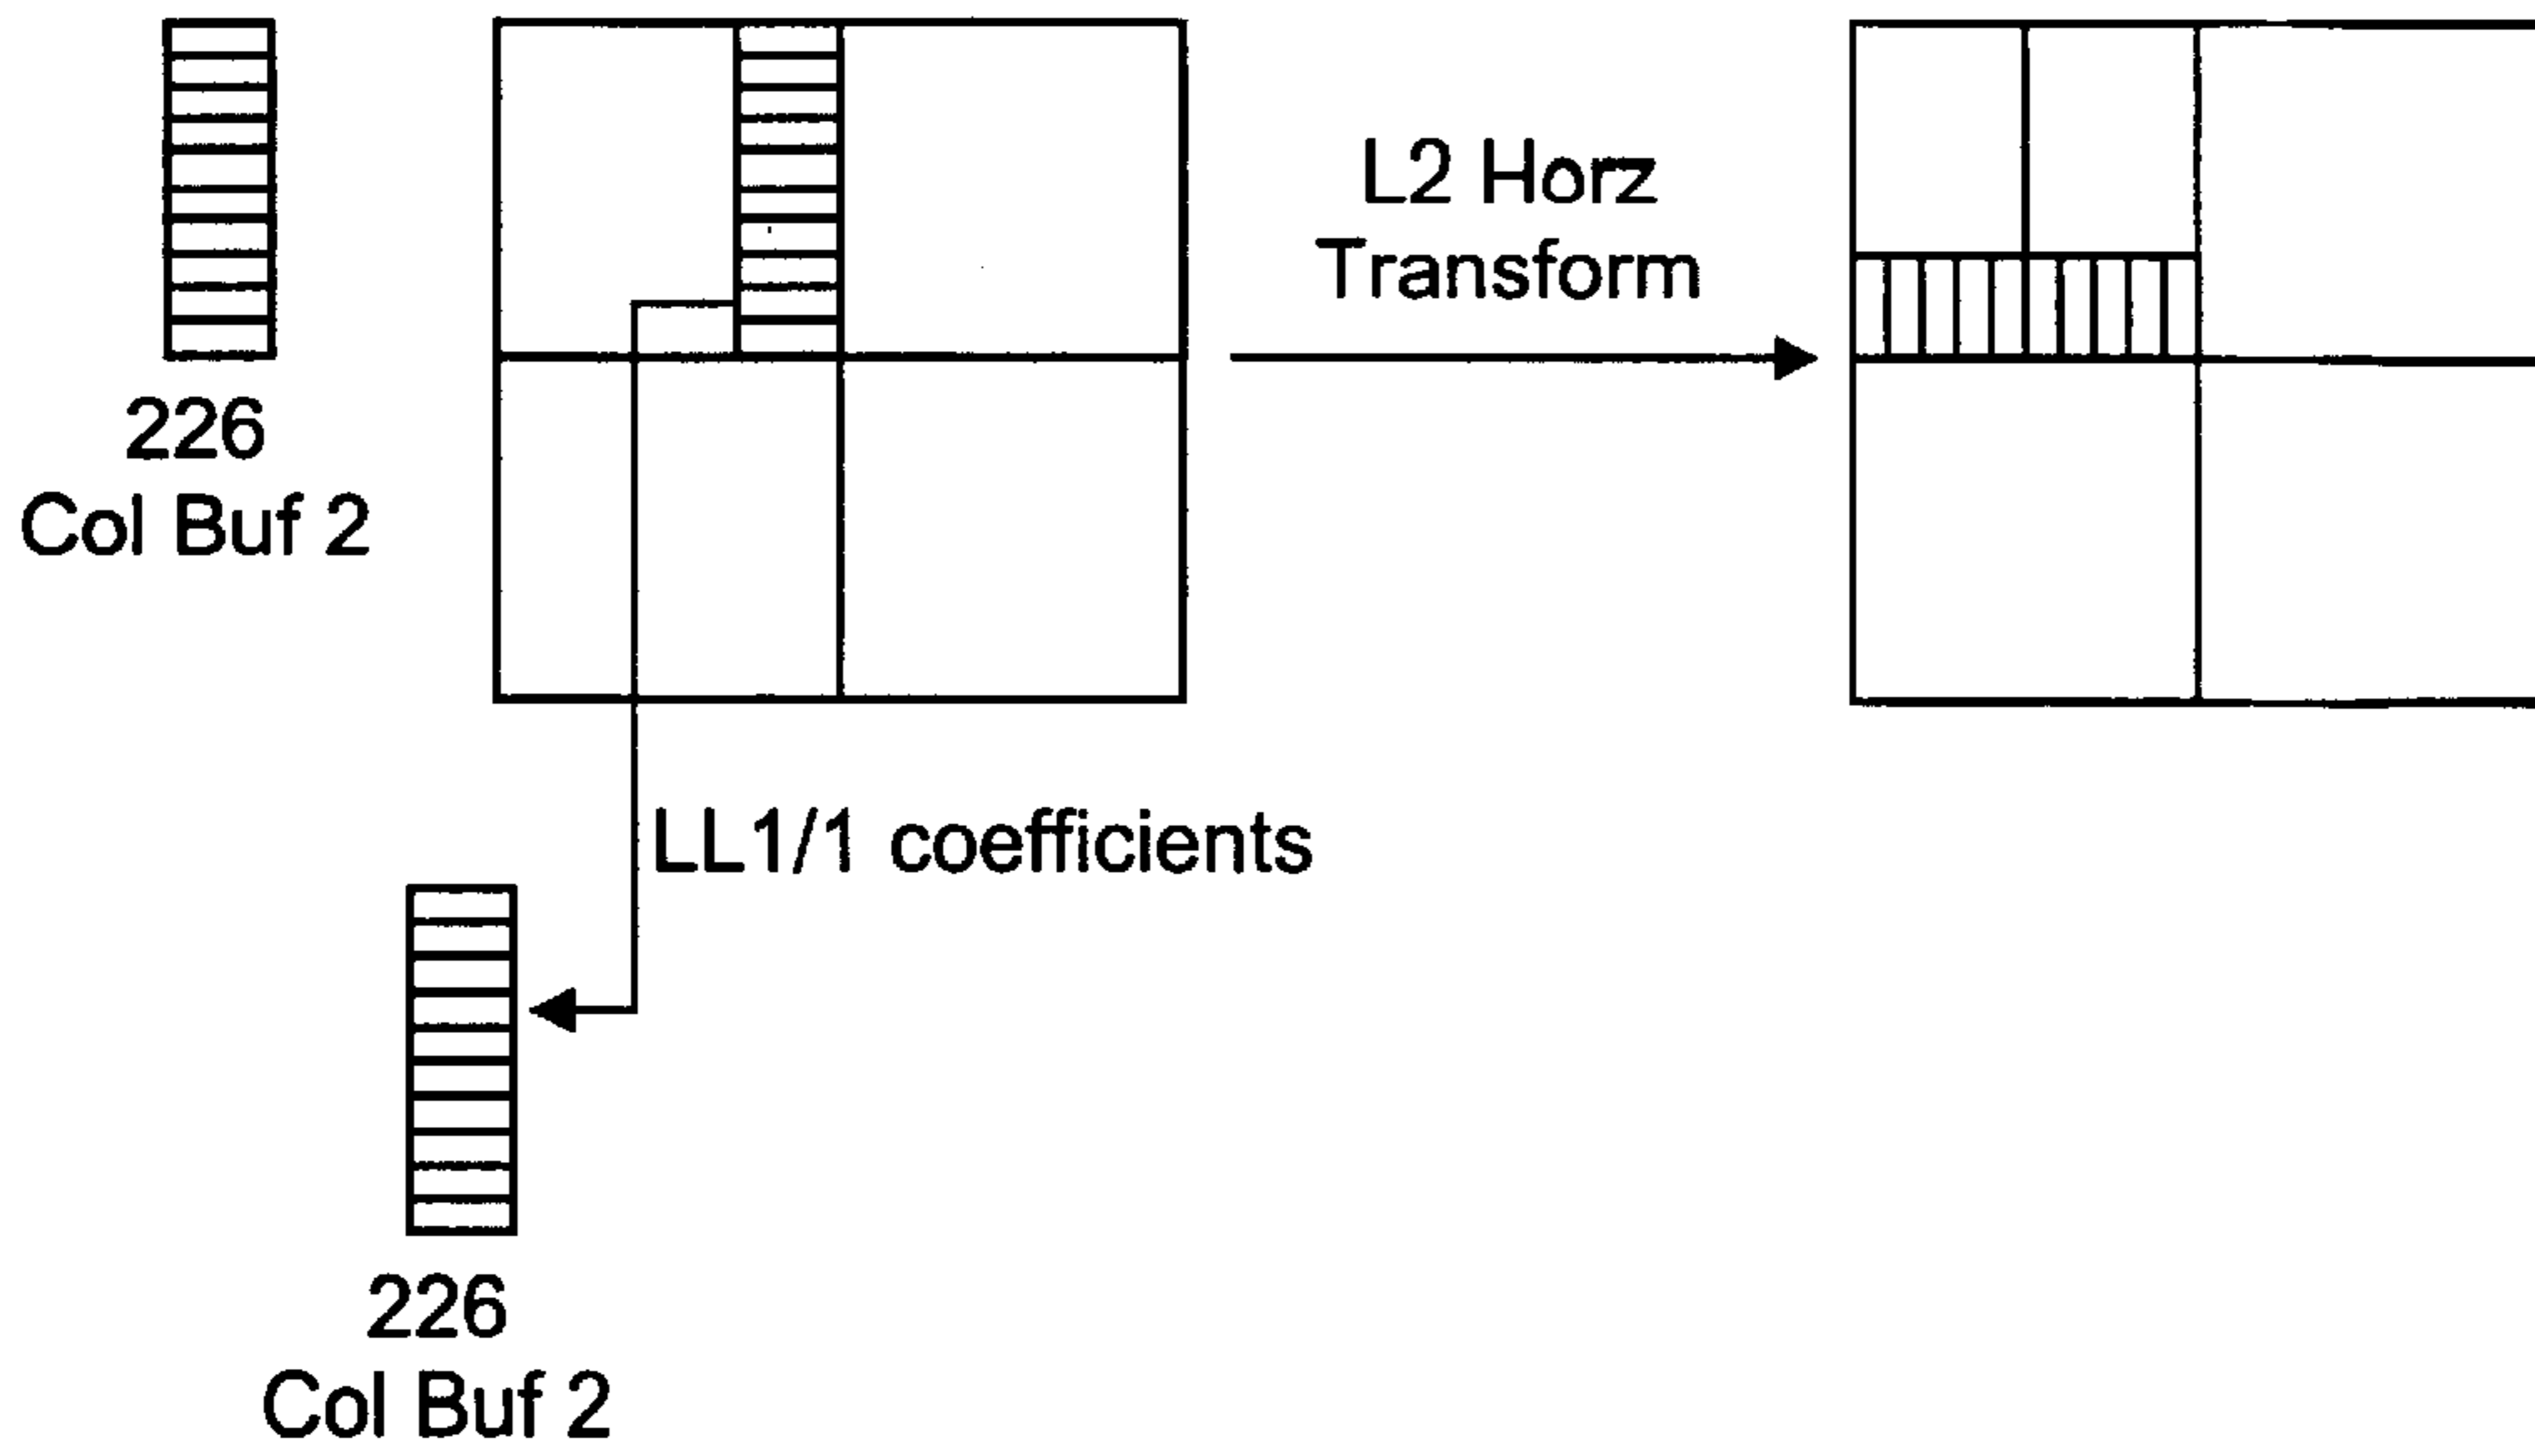 226
Col Buf 2
L2 Horz
Transform
LL1/1 coefficients
226
Col Buf 2